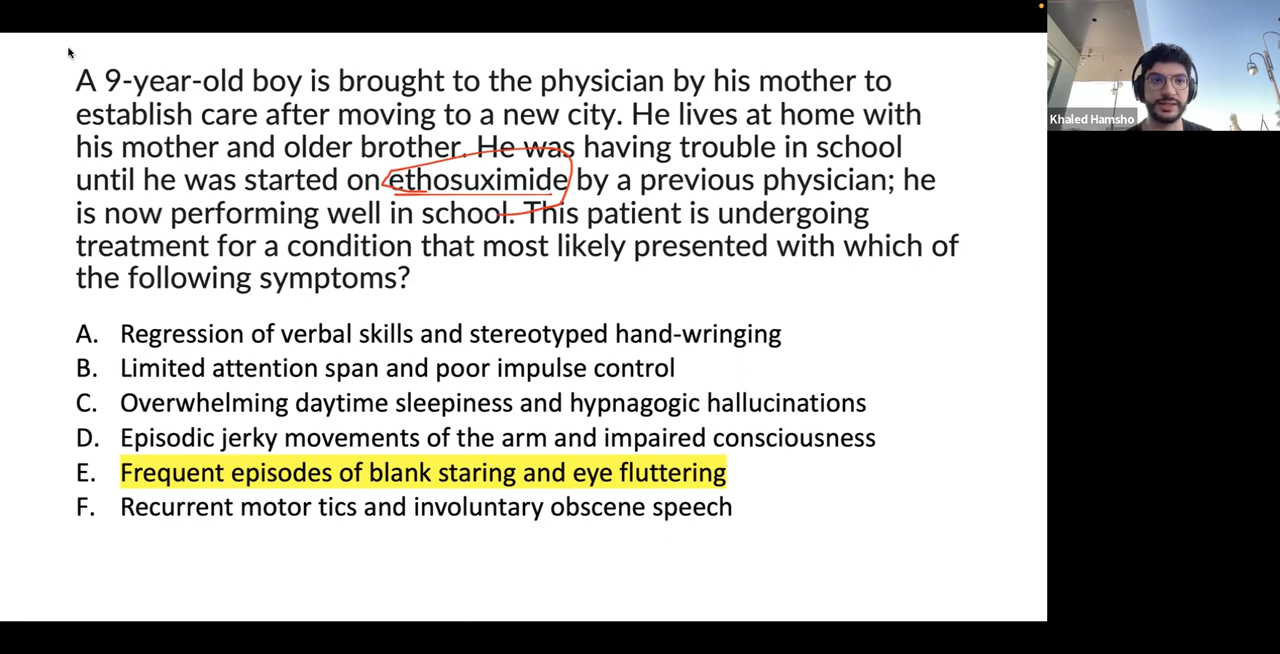 A 9-year-old boy is brought to the physician by his mother to
establish care after moving to a new city. He lives at home with
his mother and older brother. He was having trouble in school
until he was started on ethosuximide by a previous physician; he
is now performing well in school. This patient is undergoing
treatment for a condition that most likely presented with which of
the following symptoms?
A. Regression of verbal skills and stereotyped hand-wringing
B. Limited attention span and poor impulse control
C. Overwhelming daytime sleepiness and hypnagogic hallucinations
D. Episodic jerky movements of the arm and impaired consciousness
E. Frequent episodes of blank staring and eye fluttering
F. Recurrent motor tics and involuntary obscene speech
Khaled Hamsho